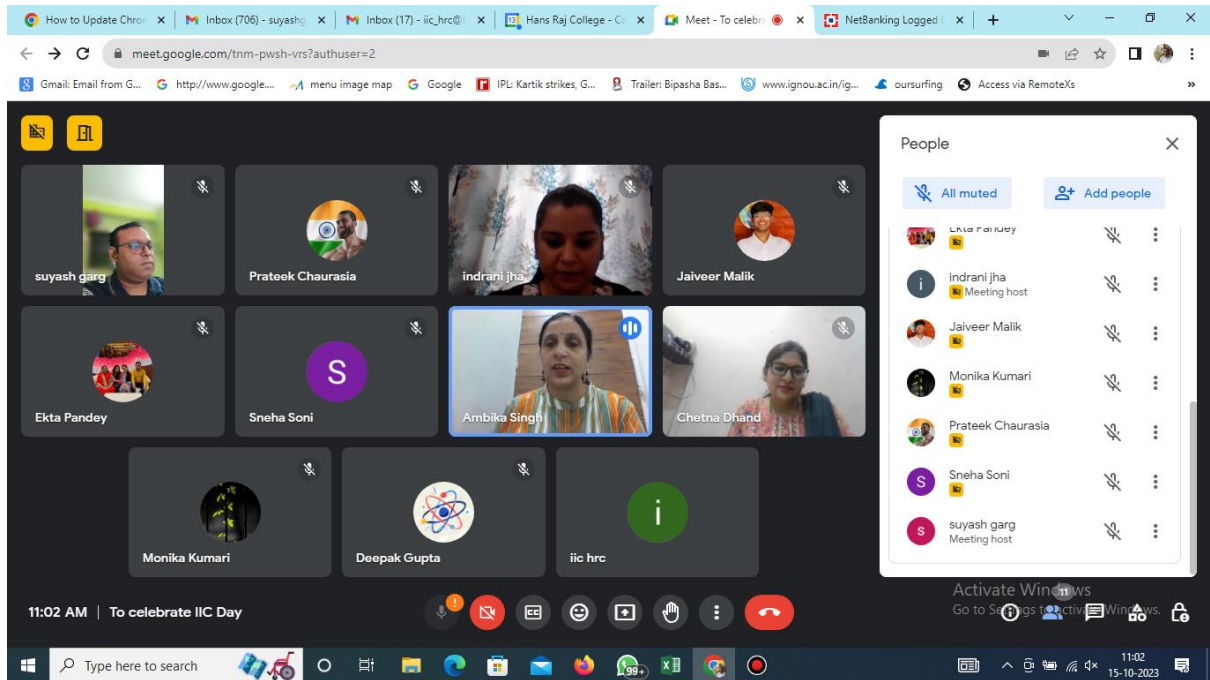 How to Update Chror
Inbox (706) - suyashg
Inbox (17) - iic_hrc@
Hans Raj College - Ca
Meet - To celebra
NetBanking Logged
meet.google.com/tnm-pwsh-vrs?authuser=2
Gmail: Email from G...
http://www.google....
menu image map
Google
IPL: Kartik strikes, G...
Trailer: Bipasha Bas...
www.ignou.ac.in/ig...
oursurfing
Access via RemoteXs
»
suyash garg
Prateek Chaurasia
indrani jha
Jaiveer Malik
Ekta Pandey
S
Sneha Soni
Ambika Singh
Chetna Dhand
Monika Kumari
Deepak Gupta
i
iic hrc
People
All muted
Add people
Ekta Pandey
i
indrani jha
Meeting host
Jaiveer Malik
Monika Kumari
Prateek Chaurasia
S
Sneha Soni
s
suyash garg
Meeting host
Activate Windows
Go to Settings to activate Windows.
11
11:02 AM | To celebrate IIC Day
CC
Type here to search
99+
11:02
15-10-2023